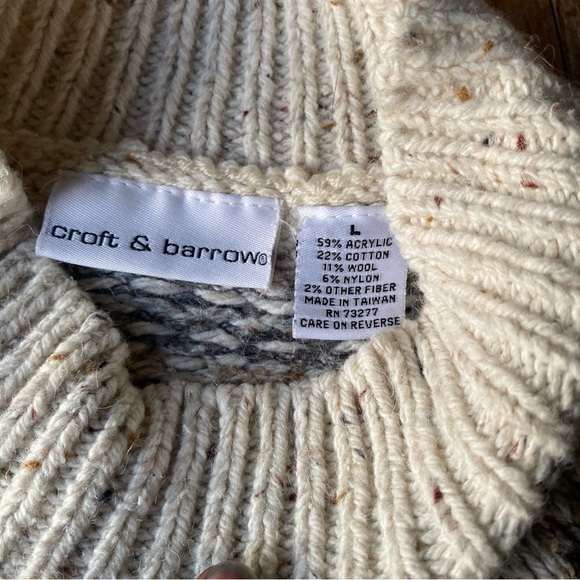 croft & barrow®
L
59% ACRYLIC
22% COTTON
11% WOOL
6% NYLON
2% OTHER FIBER
MADE IN TAIWAN
RN 73277
CARE ON REVERSE